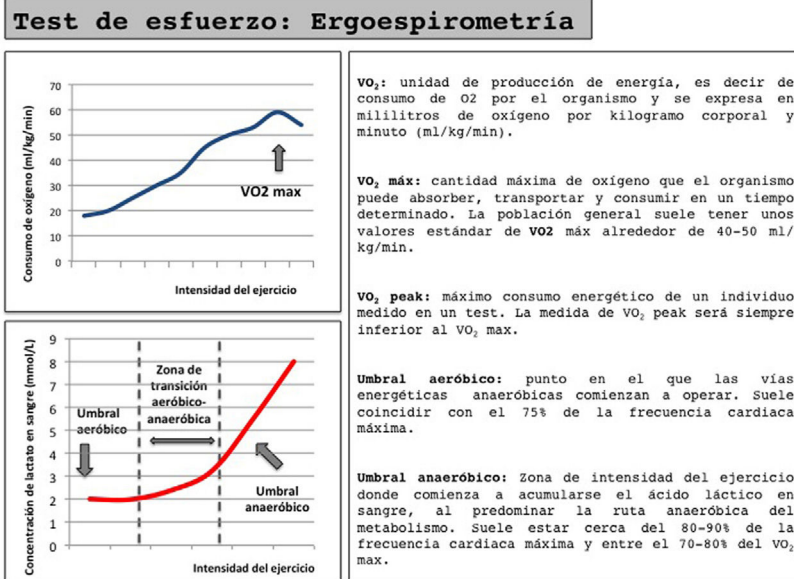 Test de esfuerzo: Ergoespirometría
70
60
50
40
30
20
10
0
Consumo de oxígeno (ml/kg/min)
VO2 max
Intensidad del ejercicio
9
8
7
6
5
4
3
2
1
0
Concentración de lactato en sangre (mmol/L)
Umbral
aeróbico
Zona de
transición
aeróbico-
anaeróbica
Umbral
anaeróbico
Intensidad del ejercicio
VO₂: unidad de producción de energía, es decir de
consumo de O2 por el organismo y se expresa en
mililitros de oxígeno por kilogramo corporal y
minuto (ml/kg/min).
VO₂ máx: cantidad máxima de oxígeno que el organismo
puede absorber, transportar y consumir en un tiempo
determinado. La población general suele tener unos
valores estándar de VO2 máx alrededor de 40-50 ml/
kg/min.
VO₂ peak: máximo consumo energético de un individuo
medido en un test. La medida de VO₂ peak será siempre
inferior al VO₂ max.
Umbral aeróbico: punto en el que las vías
energéticas anaeróbicas comienzan a operar. Suele
coincidir con el 75% de la frecuencia cardiaca
máxima.
Umbral anaeróbico: Zona de intensidad del ejercicio
donde comienza a acumularse el ácido láctico en
sangre, al predominar la ruta anaeróbica del
metabolismo. Suele estar cerca del 80-90% de la
frecuencia cardiaca máxima y entre el 70-80% del VO₂
max.